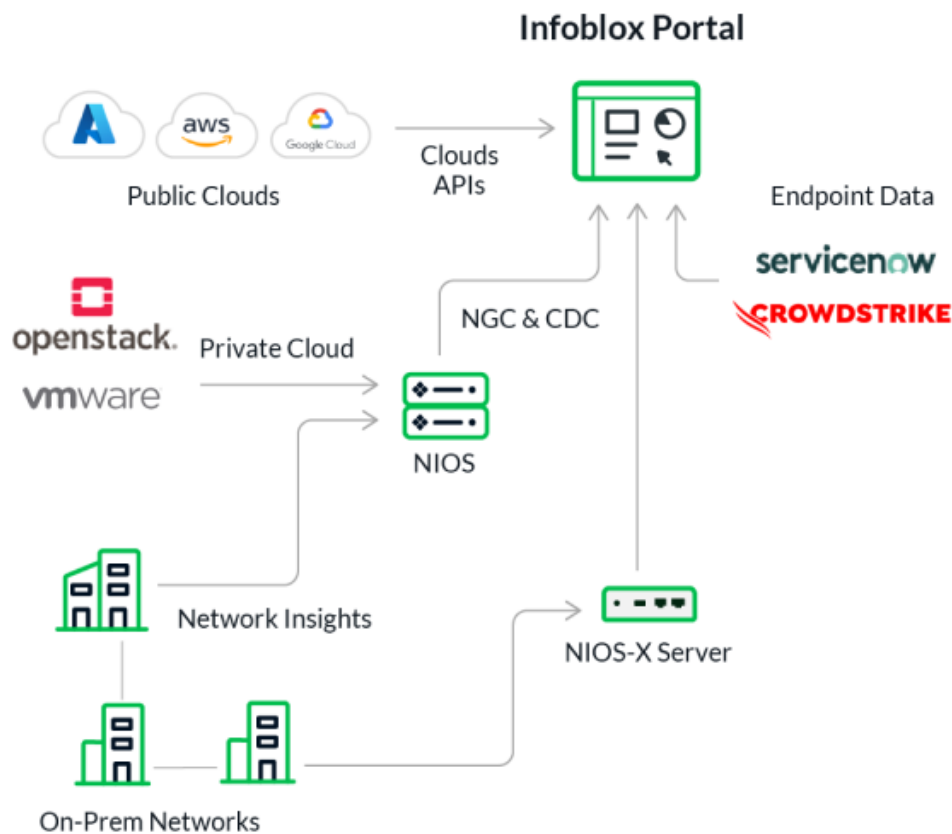 Infoblox Portal
aws
Google Cloud
Clouds
APIs
Public Clouds
Endpoint Data
servicenow
CROWDSTRIKE
openstack.
Private Cloud
vmware
NGC & CDC
NIOS
Network Insights
NIOS-X Server
On-Prem Networks